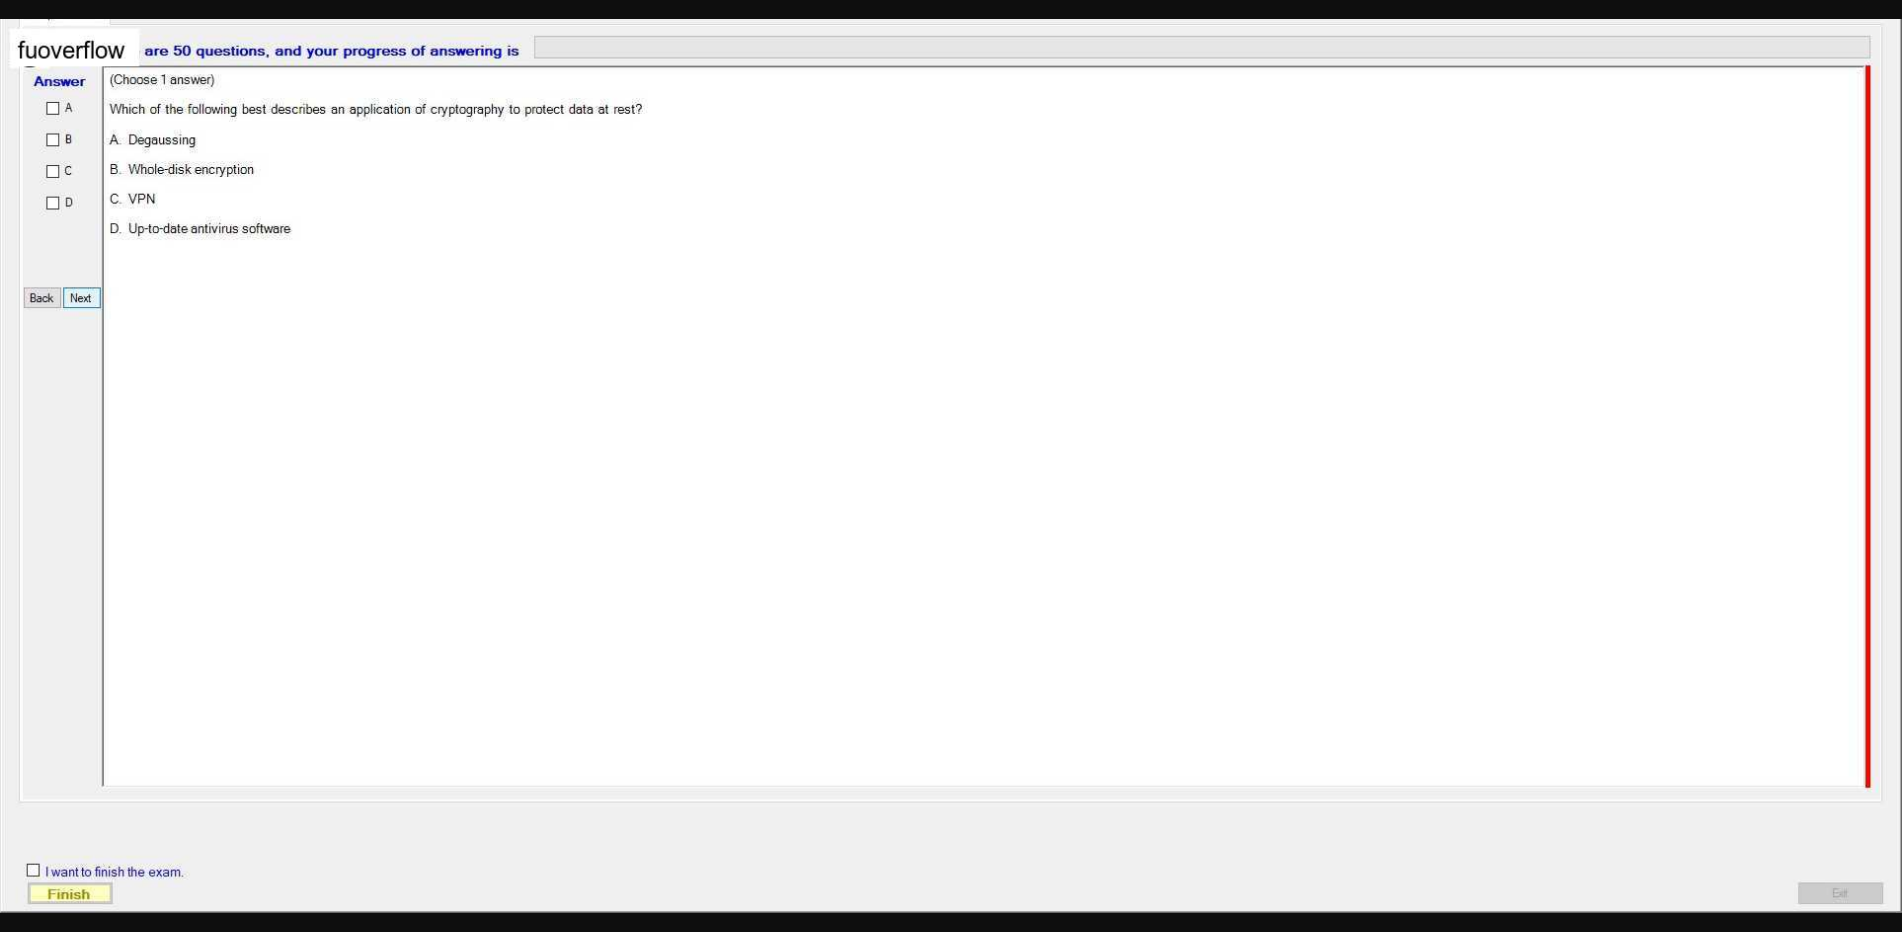 fuoverflow are 50 questions, and your progress of answering is
Answer
(Choose 1 answer)
A
Which of the following best describes an application of cryptography to protect data at rest?
B
A. Degaussing
C
B. Whole-disk encryption
D
C. VPN
D. Up-to-date antivirus software
Back Next
I want to finish the exam.
Finish
Exit